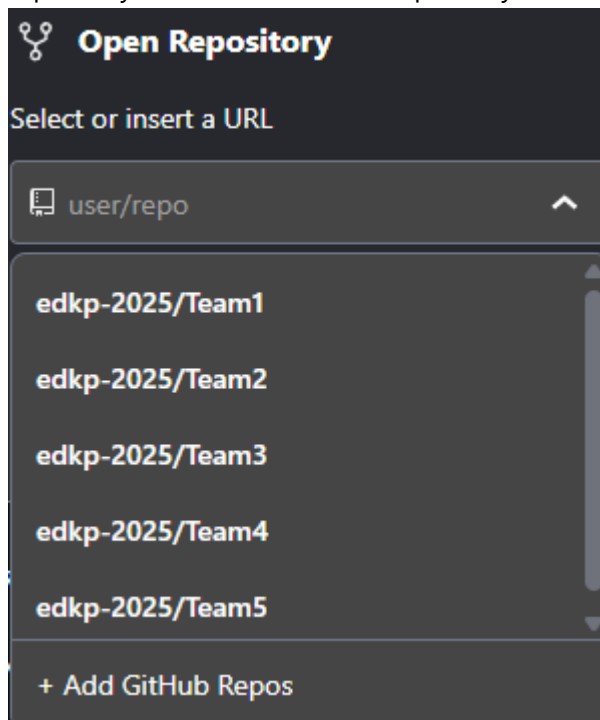 Open Repository
Select or insert a URL
user/repo
edkp-2025/Team1
edkp-2025/Team2
edkp-2025/Team3
edkp-2025/Team4
edkp-2025/Team5
+ Add GitHub Repos